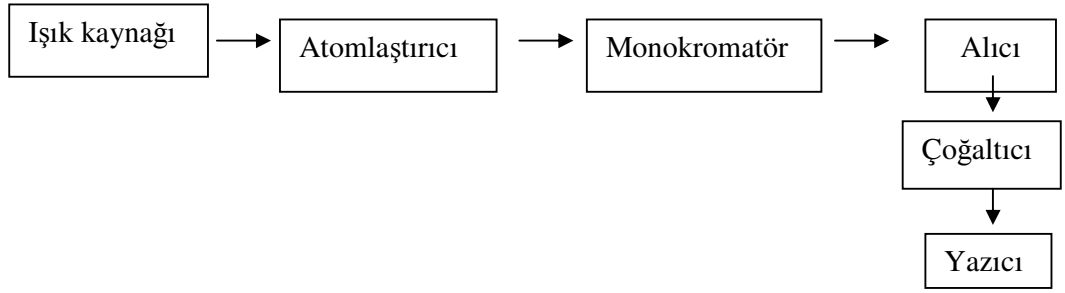 Işık kaynağı
Atomlaştırıcı
Monokromatör
Alıcı
Çoğaltıcı
Yazıcı